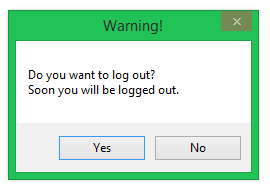 Warning!
Do you want to log out?
Soon you will be logged out.
Yes
No